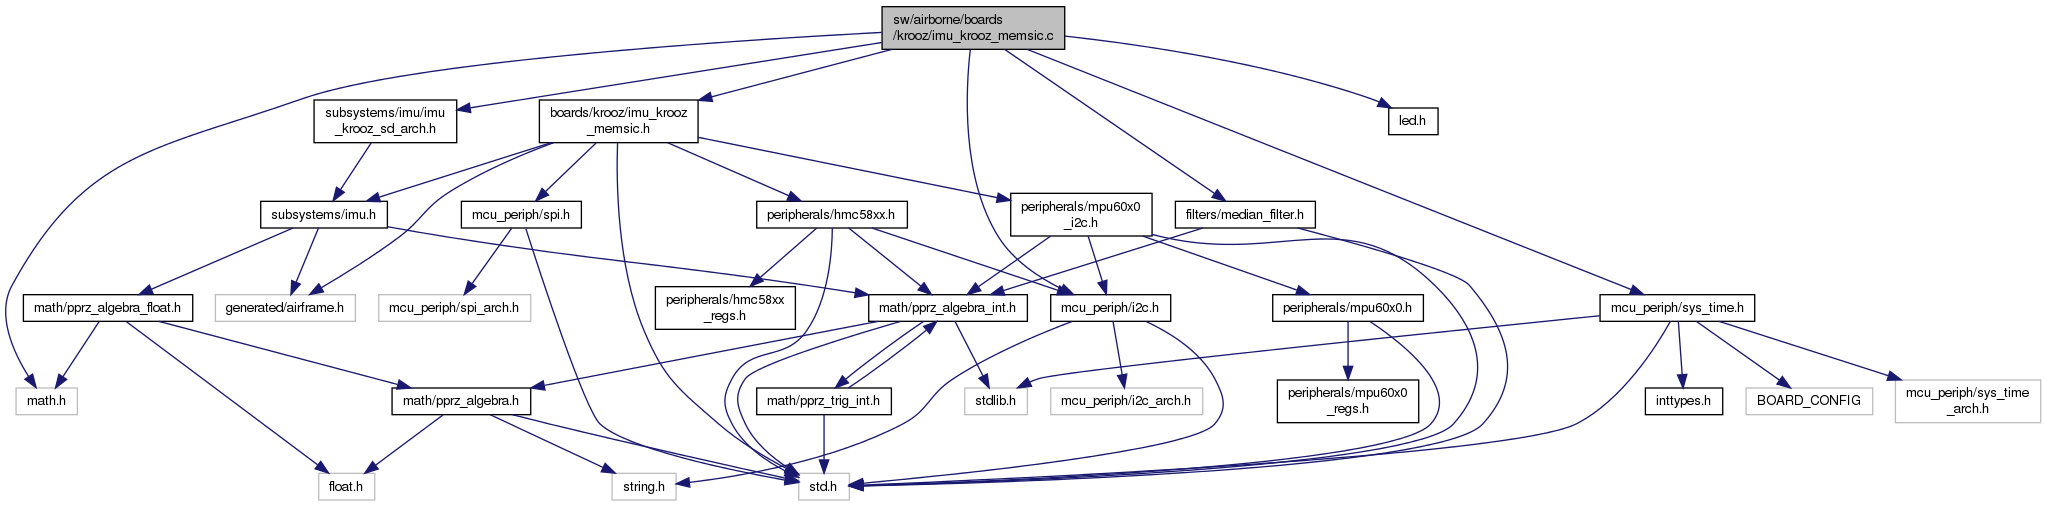 sw/airborne/boards
/krooz/imu_krooz_memsic.c
subsystems/imu/imu
_krooz_sd_arch.h
boards/krooz/imu_krooz
_memsic.h
led.h
subsystems/imu.h
mcu_periph/spi.h
peripherals/hmc58xx.h
peripherals/mpu60x0
_i2c.h
filters/median_filter.h
math/pprz_algebra_float.h
generated/airframe.h
mcu_periph/spi_arch.h
peripherals/hmc58xx
_regs.h
math/pprz_algebra_int.h
mcu_periph/i2c.h
peripherals/mpu60x0.h
mcu_periph/sys_time.h
math.h
math/pprz_algebra.h
math/pprz_trig_int.h
stdlib.h
mcu_periph/i2c_arch.h
peripherals/mpu60x0
_regs.h
inttypes.h
BOARD_CONFIG
mcu_periph/sys_time
_arch.h
float.h
string.h
std.h